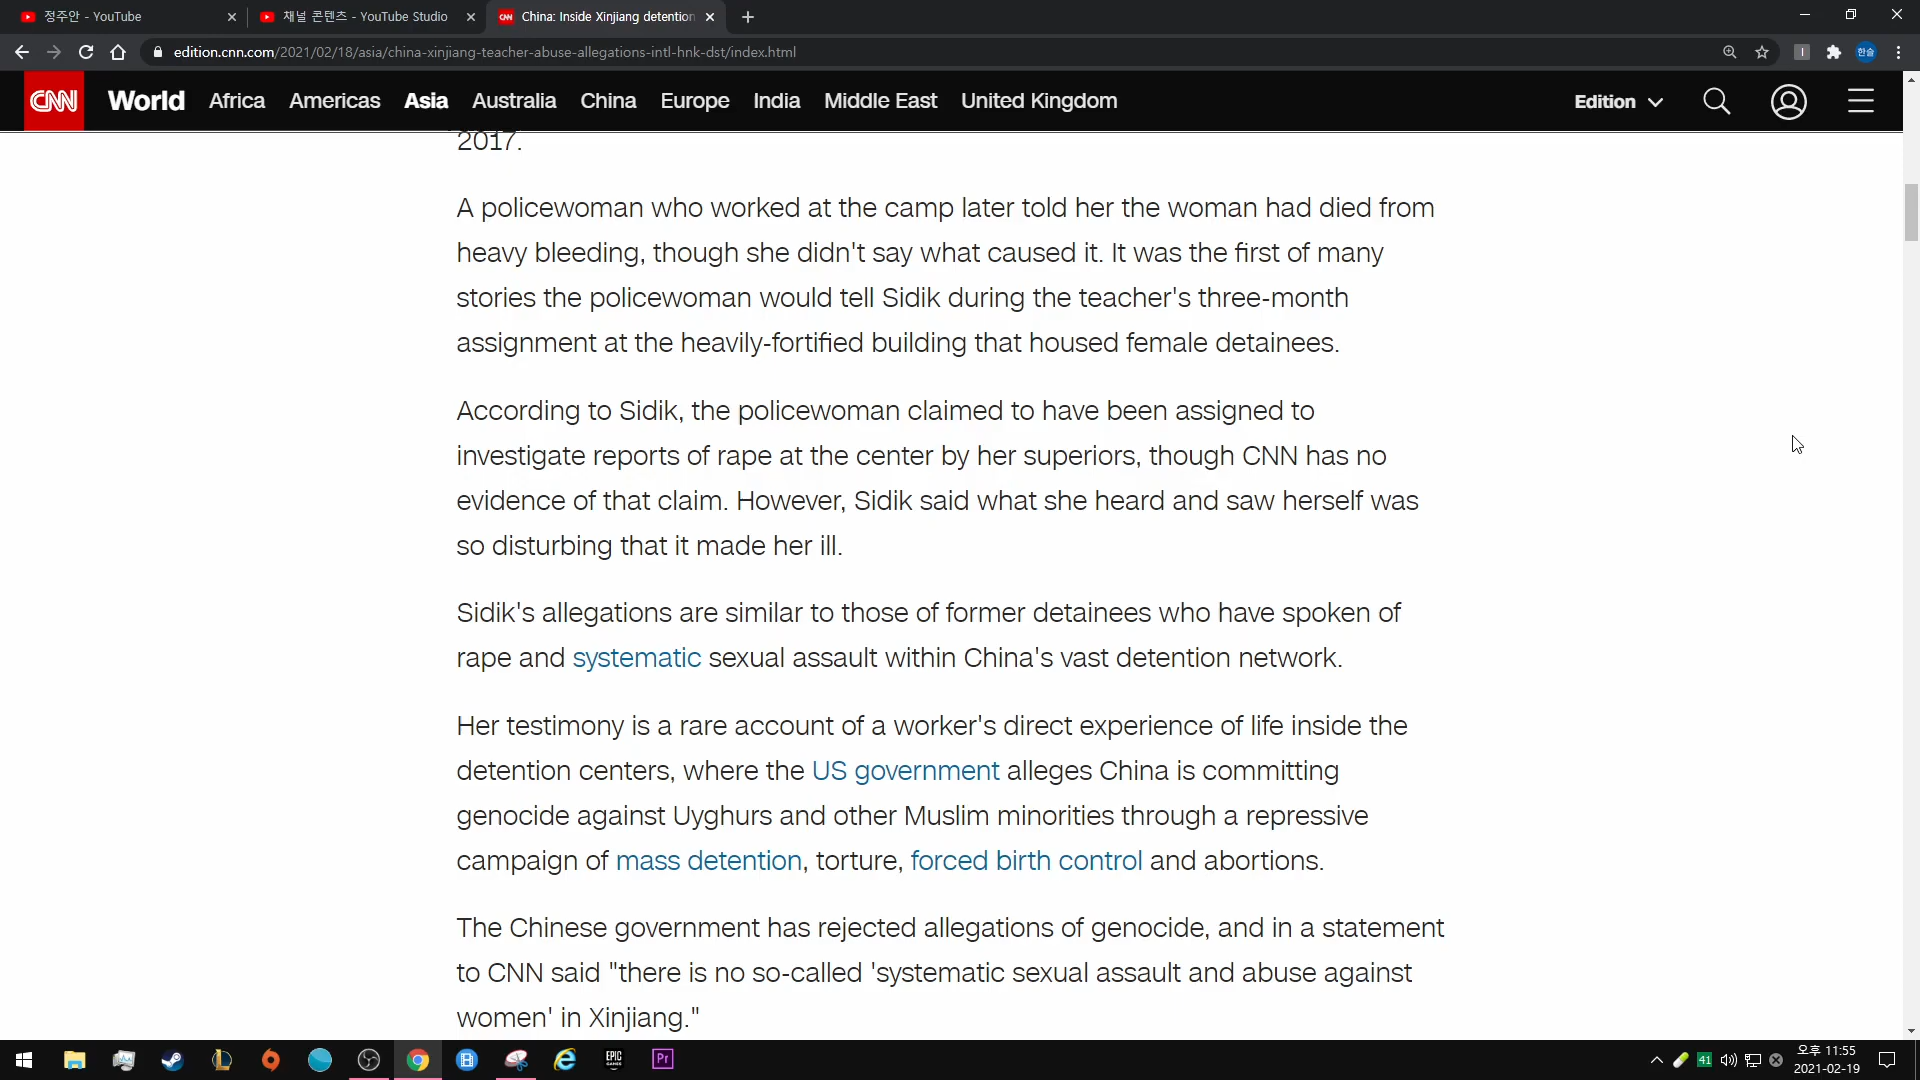 정주안 - YouTube
채널 콘텐츠 - YouTube Studio
CNN China: Inside Xinjiang detention
edition.cnn.com/2021/02/18/asia/china-xinjiang-teacher-abuse-allegations-intl-hnk-dst/index.html
I
한슬
CNN World Africa Americas Asia Australia China Europe India Middle East United Kingdom Edition
2017.
A policewoman who worked at the camp later told her the woman had died from
heavy bleeding, though she didn't say what caused it. It was the first of many
stories the policewoman would tell Sidik during the teacher's three-month
assignment at the heavily-fortified building that housed female detainees.
According to Sidik, the policewoman claimed to have been assigned to
investigate reports of rape at the center by her superiors, though CNN has no
evidence of that claim. However, Sidik said what she heard and saw herself was
so disturbing that it made her ill.
Sidik's allegations are similar to those of former detainees who have spoken of
rape and systematic sexual assault within China's vast detention network.
Her testimony is a rare account of a worker's direct experience of life inside the
detention centers, where the US government alleges China is committing
genocide against Uyghurs and other Muslim minorities through a repressive
campaign of mass detention, torture, forced birth control and abortions.
The Chinese government has rejected allegations of genocide, and in a statement
to CNN said "there is no so-called 'systematic sexual assault and abuse against
women' in Xinjiang."
EPIC GAMES
Pr
41
오후 11:55
2021-02-19